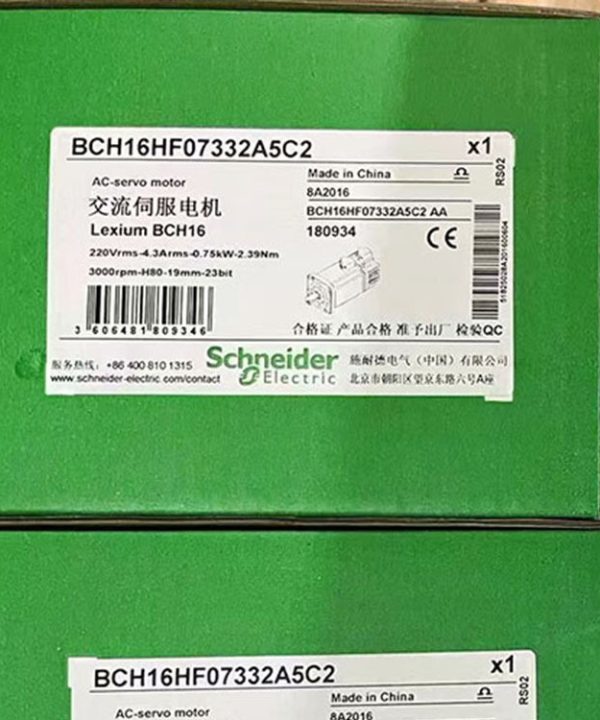 BCH16HF07332A5C2
x1
AC-servo motor
交流伺服电机
Lexium BCH16
220Vrms-4.3Arms-0.75kW-2.39Nm
3000rpm-H80-19mm-23bit
Made in China
8A2016
BCH16HF07332A5C2 AA
180934
CE
RS02
3 606481 809346
合格证 产品合格 准予出厂 检验QC
服务热线: +86 400 810 1315
www.schneider-electric.com/contact
Schneider
Electric
施耐德电气(中国)有限公司
北京市朝阳区望京东路六号A座
BCH16HF07332A5C2
x1
AC-servo motor
Made in China
8A2016
RS02